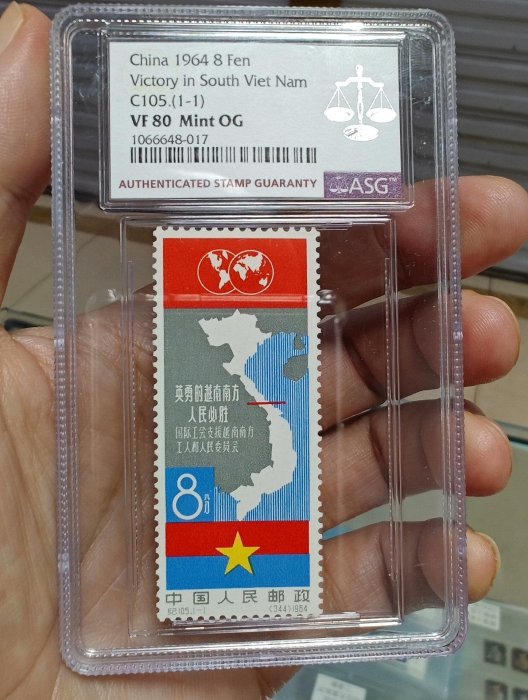 China 1964 8 Fen
Victory in South Viet Nam
C105.(1-1)
VF 80 Mint OG
1066648-017
AUTHENTICATED STAMP GUARANTY
ASG™
英勇的越南南方
人民必胜
国际工会支援越南南方
工人和人民委员会
8分
中国人民邮政
纪105.1-1
(344) 1964